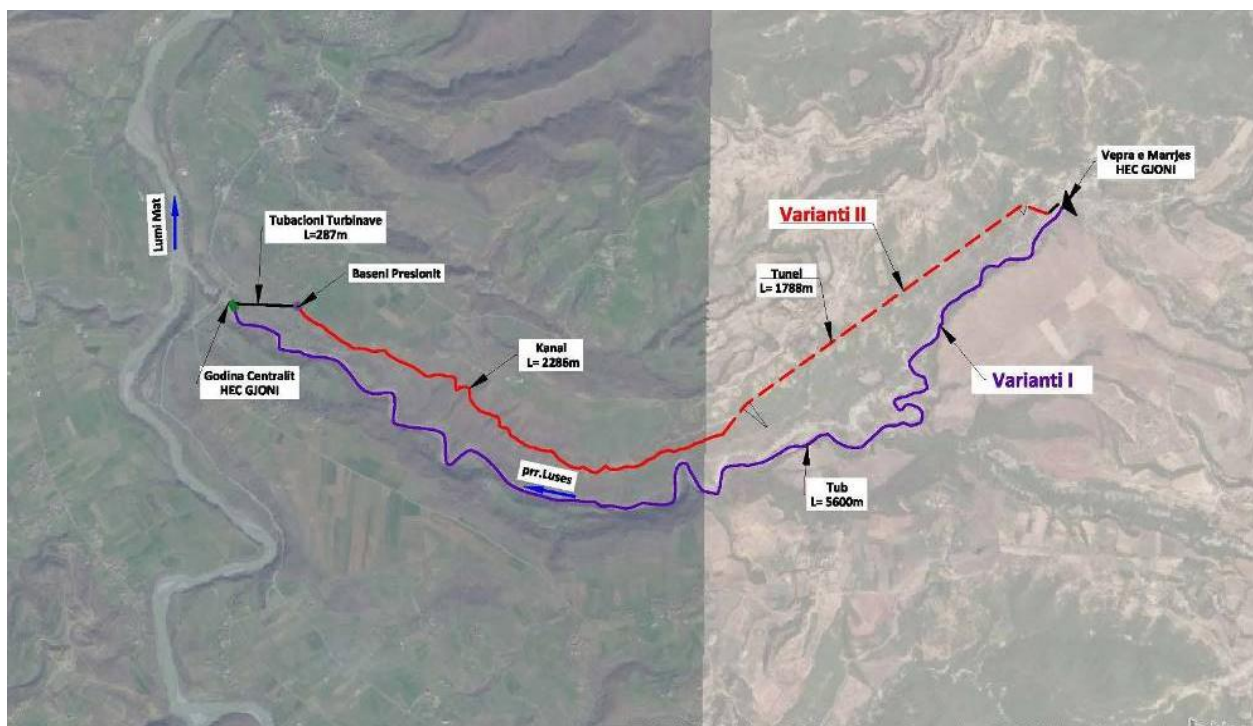 Vepra e Marrjes
HEC GJONI
Varianti II
Lumi Mat
Tubacioni Turbinave
L=287m
Tunel
L= 1788m
Baseni Presionit
Kanal
L= 2286m
Godina Centralit
HEC GJONI
Varianti I
prr.Luses
Tub
L= 5600m